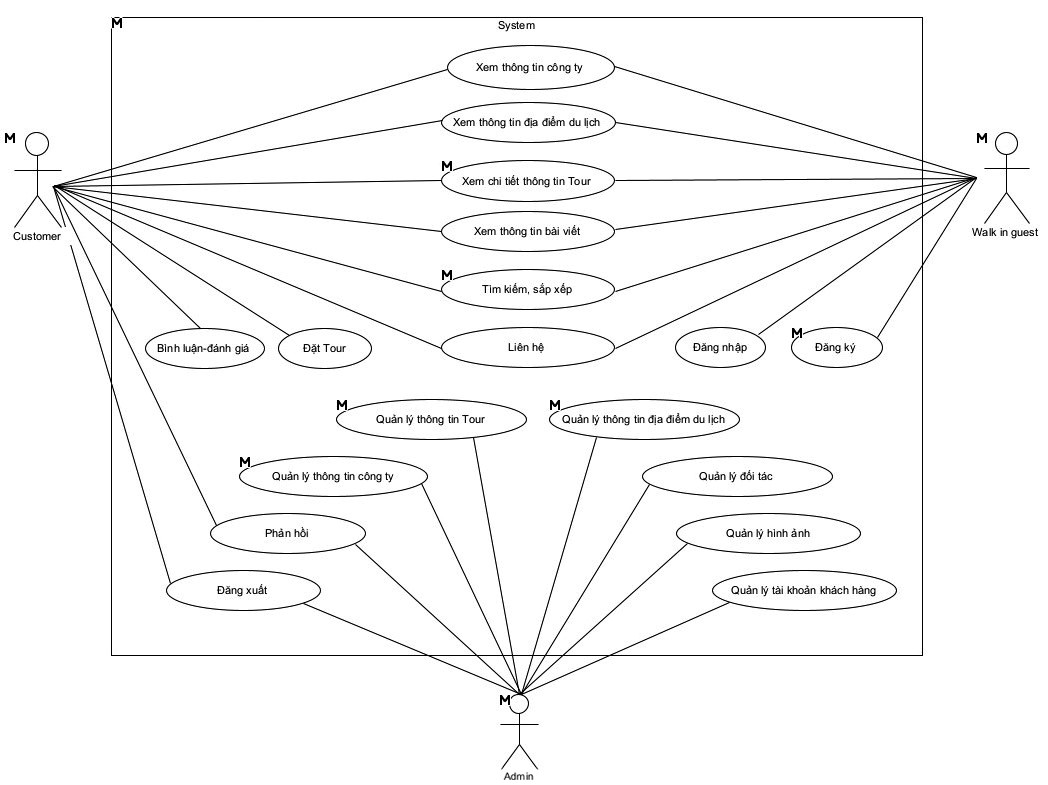 M
System
Xem thông tin công ty
Xem thông tin địa điểm du lịch
M
M
M
Xem chi tiết thông tin Tour
Customer
Xem thông tin bài viết
Walk in guest
M
Tìm kiếm, sắp xếp
M
Bình luận-đánh giá
Đặt Tour
Liên hệ
Đăng nhập
Đăng ký
M
Quản lý thông tin Tour
M
Quản lý thông tin địa điểm du lịch
M
Quản lý thông tin công ty
Quản lý đối tác
Phản hồi
Quản lý hình ảnh
Đăng xuất
Quản lý tài khoản khách hàng
M
Admin